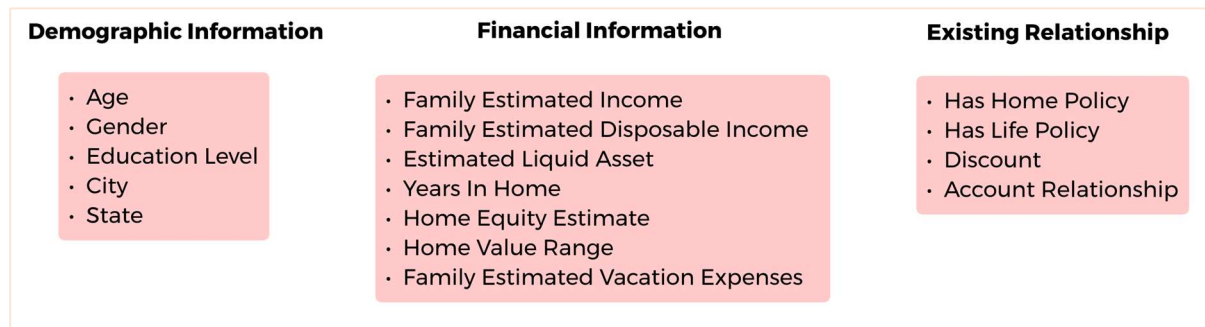 Demographic Information
• Age
• Gender
• Education Level
• City
• State
Financial Information
• Family Estimated Income
• Family Estimated Disposable Income
• Estimated Liquid Asset
• Years In Home
• Home Equity Estimate
• Home Value Range
• Family Estimated Vacation Expenses
Existing Relationship
• Has Home Policy
• Has Life Policy
• Discount
• Account Relationship